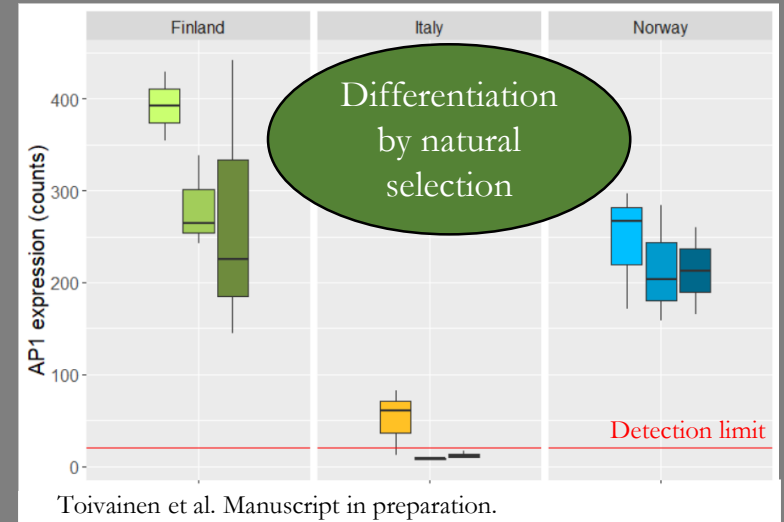 Finland
Italy
Norway
Differentiation
by natural
selection
AP1 expression (counts)
400
300
200
100
0
Detection limit
Toivainen et al. Manuscript in preparation.